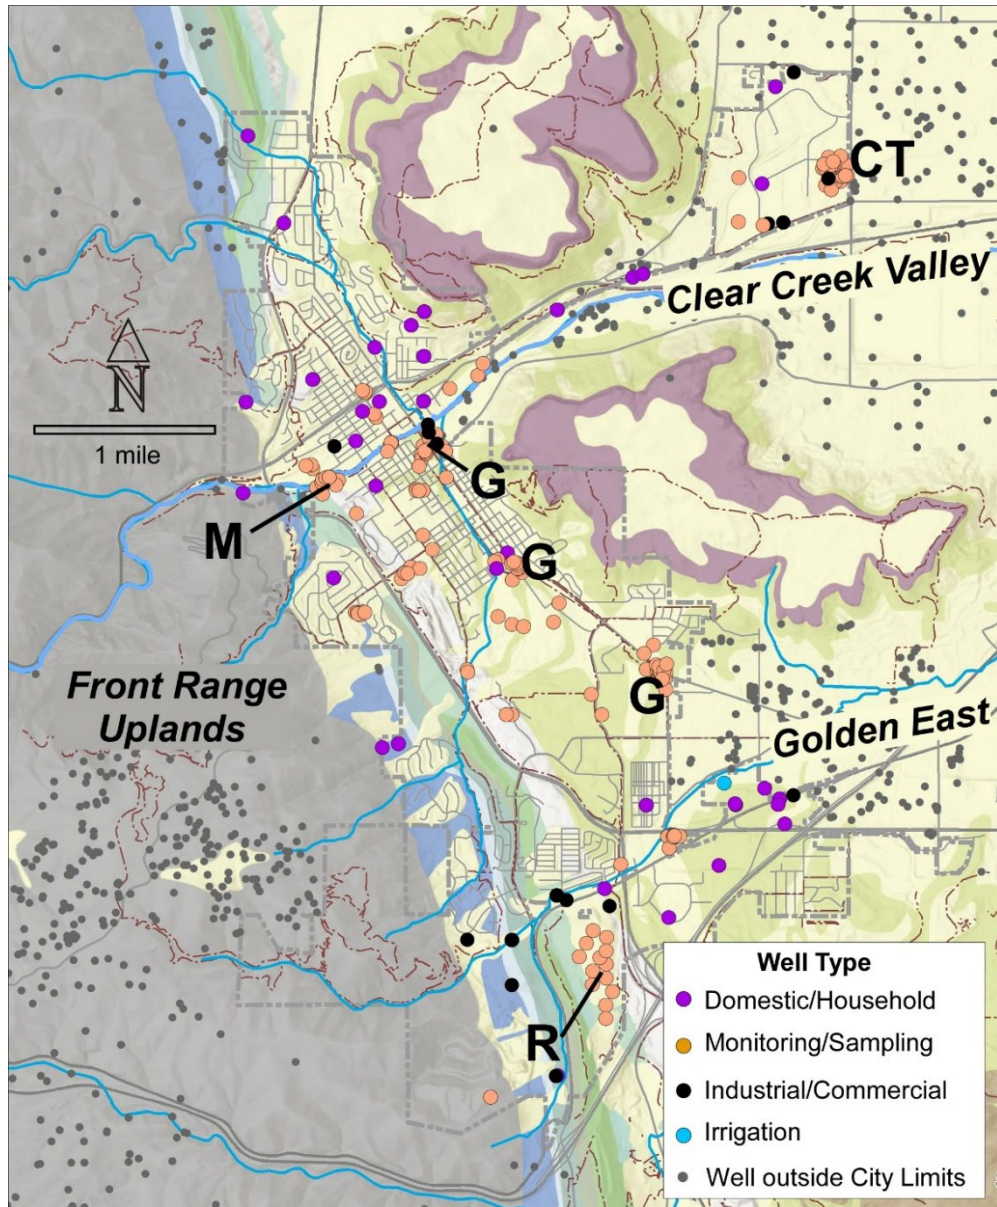 CT
Clear Creek Valley
N
1 mile
G
M
G
Front Range
Uplands
G
Golden East
R
Well Type
Domestic/Household
Monitoring/Sampling
Industrial/Commercial
Irrigation
Well outside City Limits